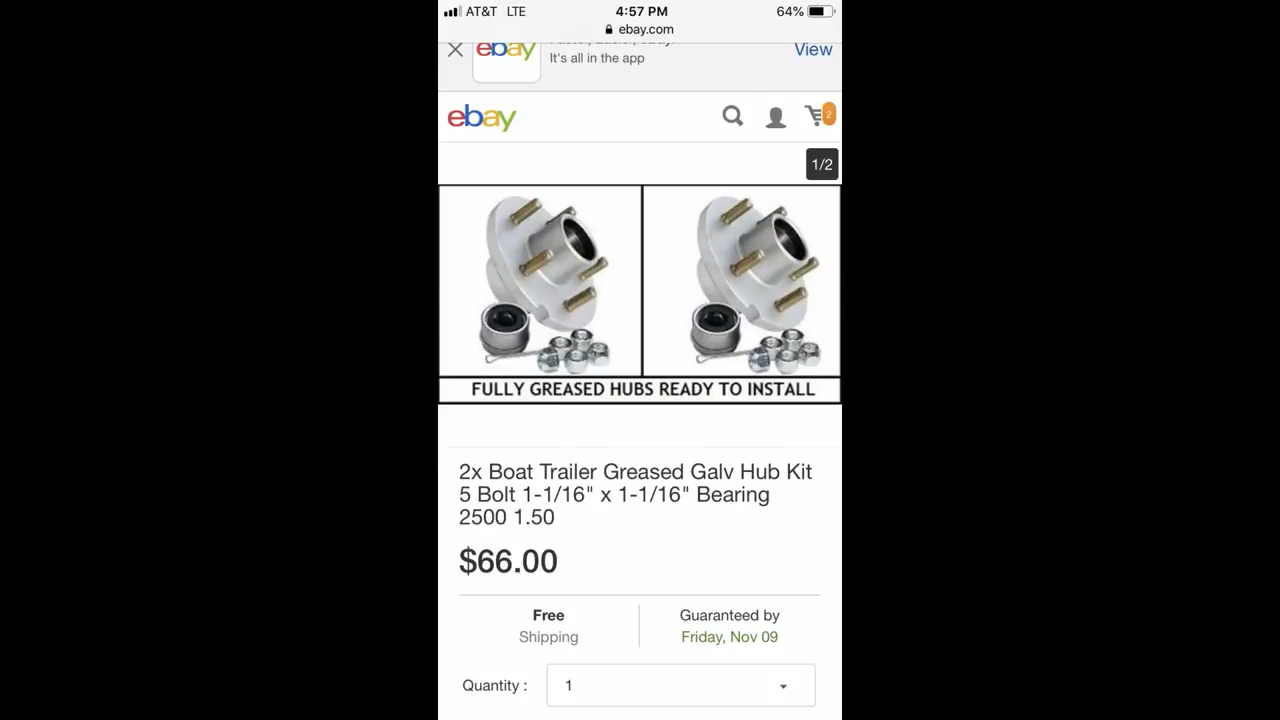 AT&T LTE 4:57 PM 64%
ebay.com
ebay
It's all in the app
View
ebay
2
1/2
FULLY GREASED HUBS READY TO INSTALL
2x Boat Trailer Greased Galv Hub Kit
5 Bolt 1-1/16" x 1-1/16" Bearing
2500 1.50
$66.00
Free
Shipping
Guaranteed by
Friday, Nov 09
Quantity :
1